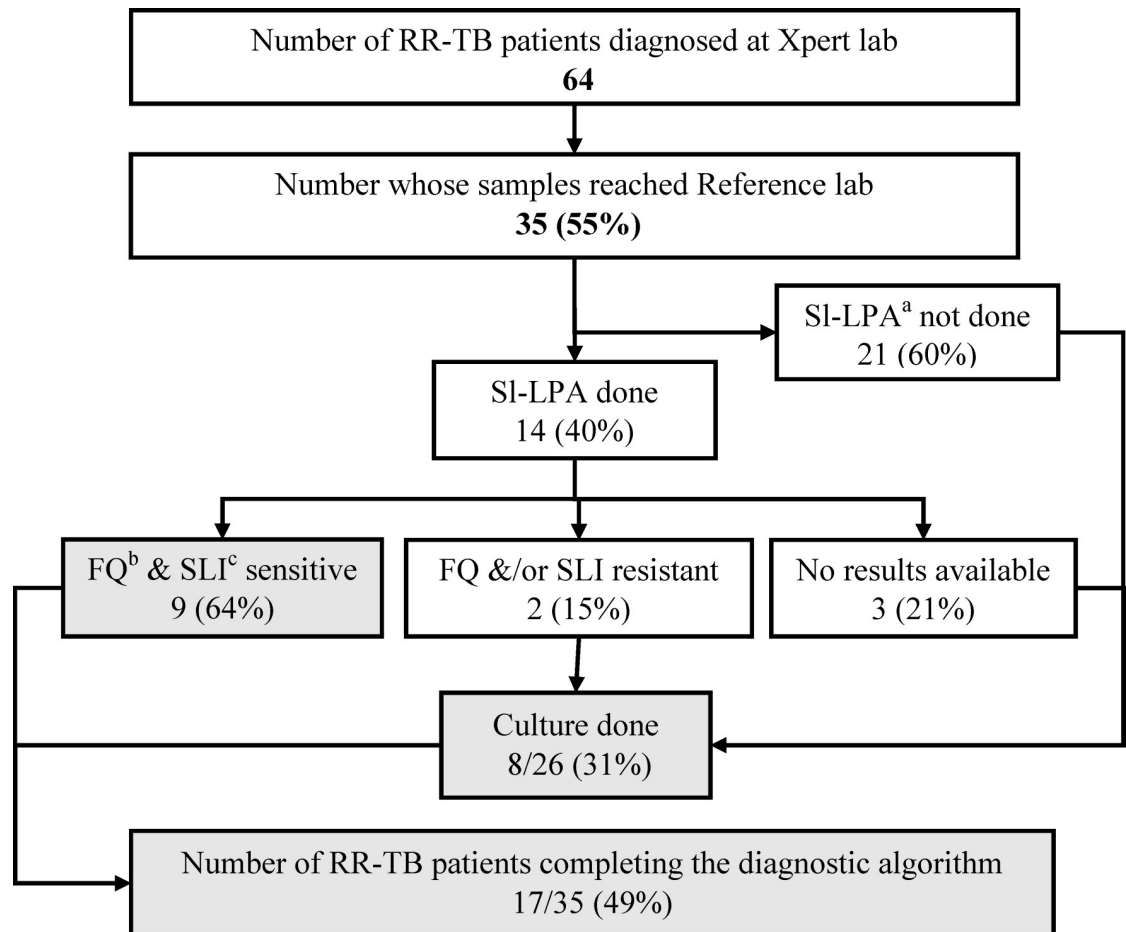 Number of RR-TB patients diagnosed at Xpert lab
64
Number whose samples reached Reference lab
35 (55%)
Sl-LPAᵃ not done
21 (60%)
Sl-LPA done
14 (40%)
FQᵇ & SLIᶜ sensitive
9 (64%)
FQ &/or SLI resistant
2 (15%)
No results available
3 (21%)
Culture done
8/26 (31%)
Number of RR-TB patients completing the diagnostic algorithm
17/35 (49%)